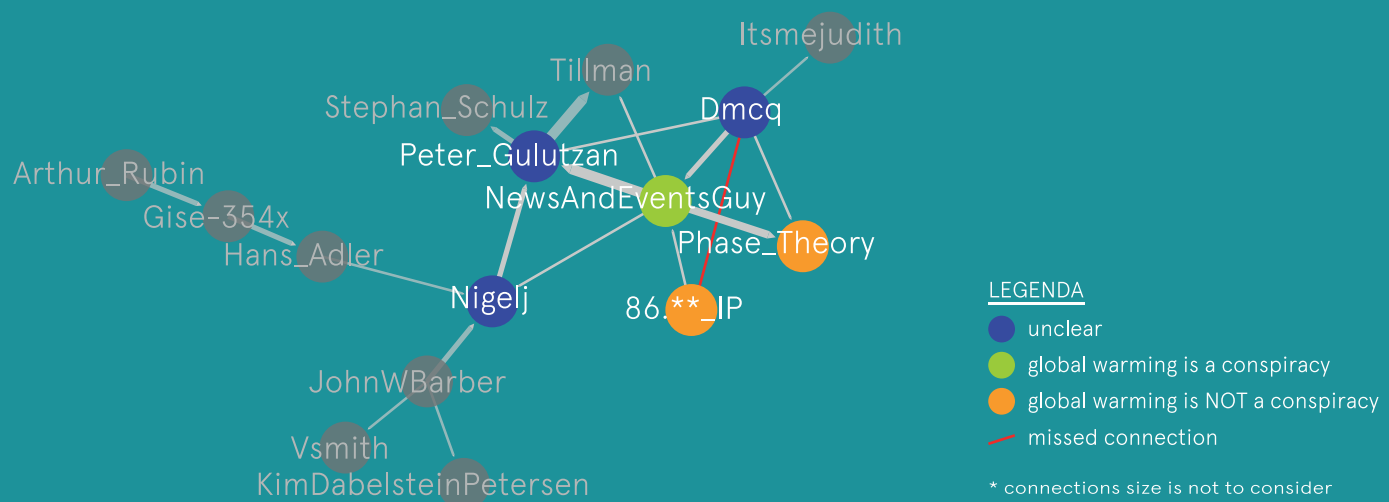 Itsmejudith
Tillman
Stephan_Schulz
Dmcq
Peter_Gulutzan
Arthur_Rubin
NewsAndEventsGuy
Gise-354x
Phase_Theory
Hans_Adler
Nigelj
86.**_IP
JohnWBarber
Vsmith
KimDabelsteinPetersen
LEGENDA
unclear
global warming is a conspiracy
global warming is NOT a conspiracy
missed connection
* connections size is not to consider